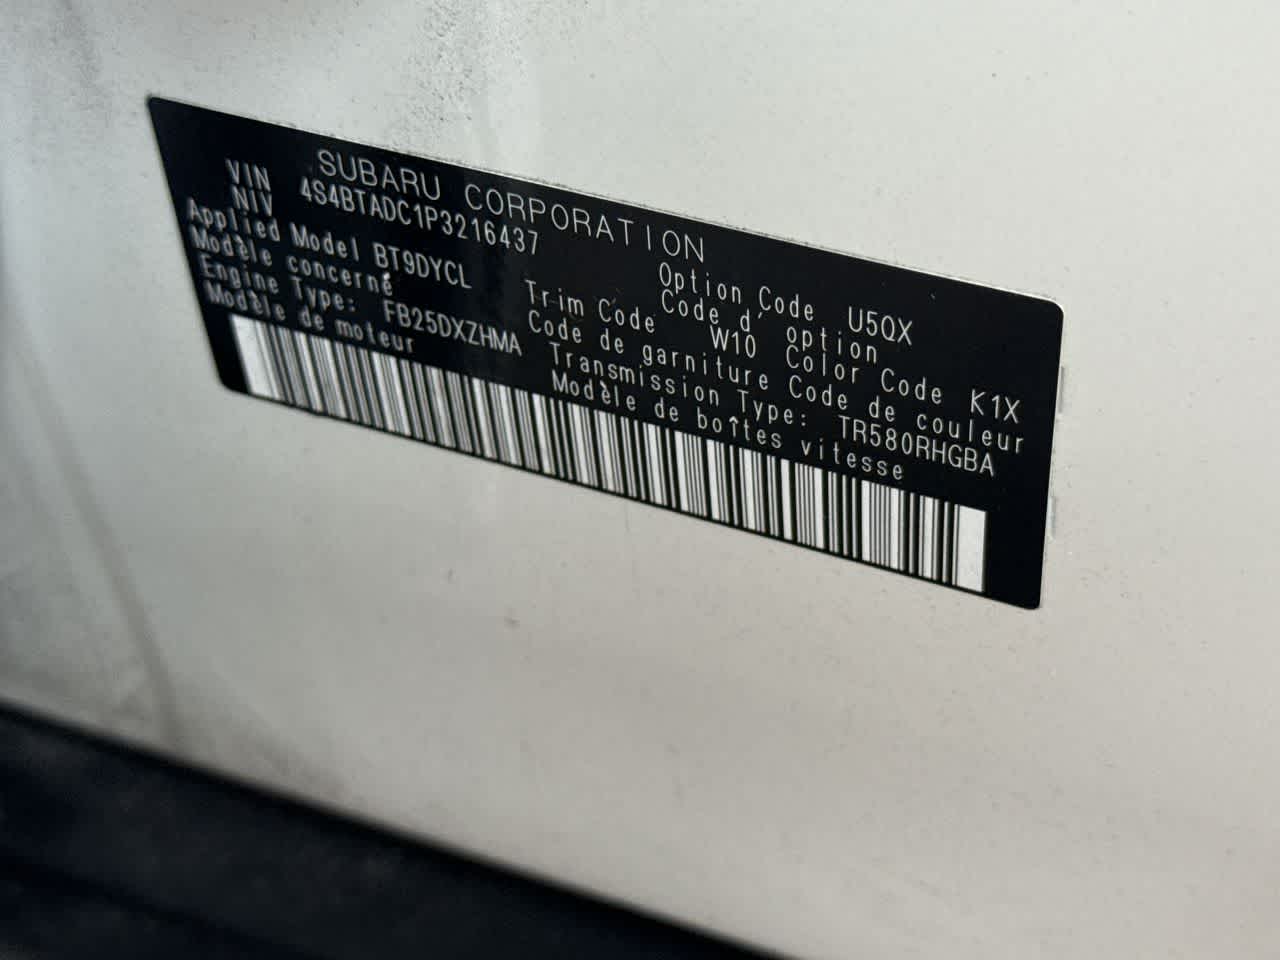 SUBARU CORPORATION
VIN
NIV 4S4BTADC1P3216437
Applied Model BT9DYCL
Modèle concerné
Engine Type: FB25DXZHMA
Modèle de moteur
Option Code U5QX
Code d' option
Trim Code W10 Color Code K1X
Code de garniture Code de couleur
Transmission Type: TR580RHGBA
Modèle de boîtes vitesse